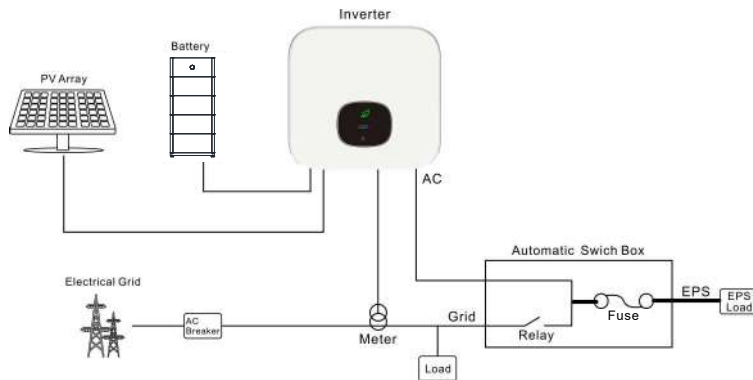 Inverter
Battery
PV Array
AC
Automatic Swich Box
Electrical Grid
EPS
EPS
Load
Fuse
AC
Breaker
Grid
Relay
Meter
Load